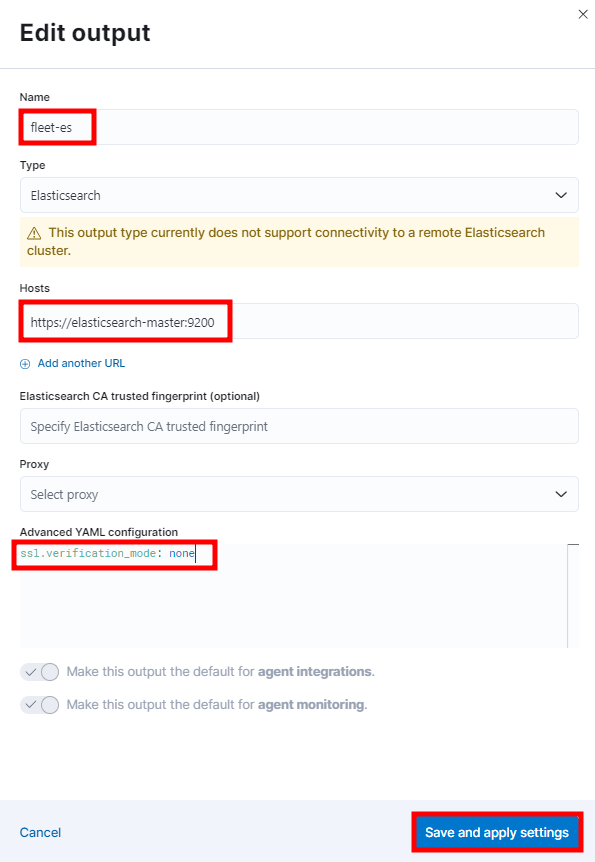 Edit output
Name
fleet-es
Type
Elasticsearch
This output type currently does not support connectivity to a remote Elasticsearch
cluster.
Hosts
https://elasticsearch-master:9200
Add another URL
Elasticsearch CA trusted fingerprint (optional)
Specify Elasticsearch CA trusted fingerprint
Proxy
Select proxy
Advanced YAML configuration
ssl.verification_mode: none
Make this output the default for agent integrations.
Make this output the default for agent monitoring.
Cancel
Save and apply settings